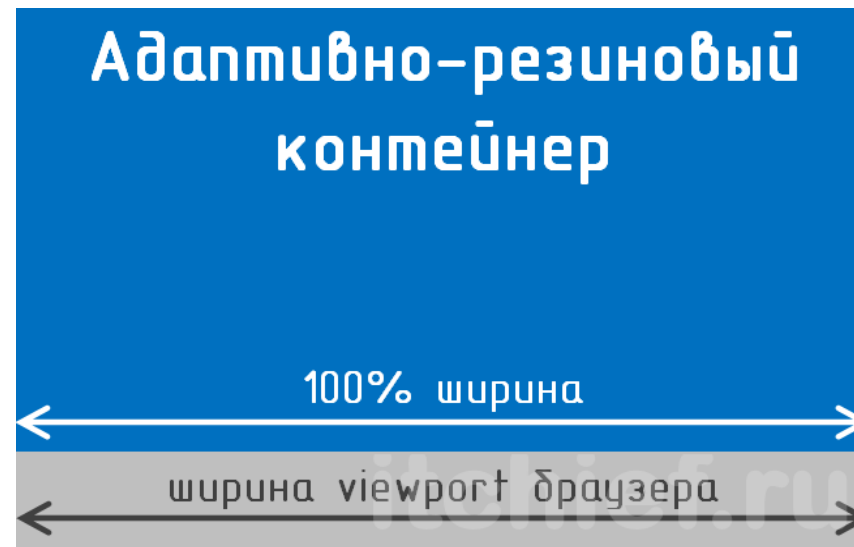 Адаптивно-резиновый
контейнер
100% ширина
ширина viewport браузера
itchief.ru